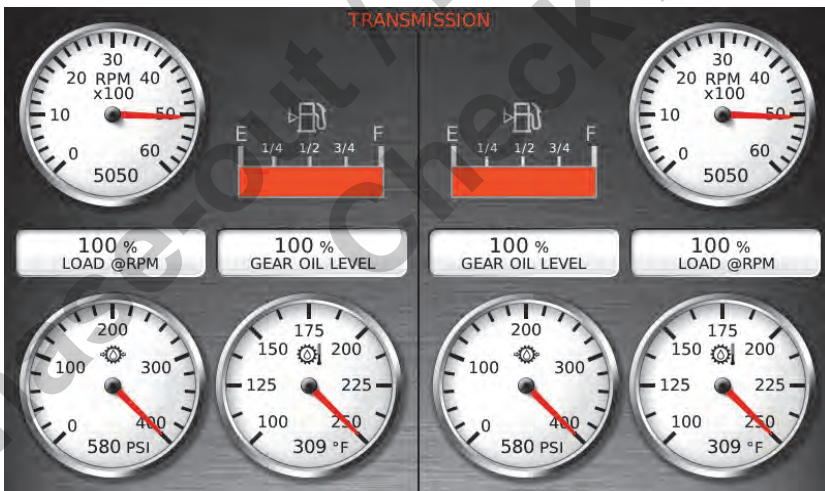 TRANSMISSION
30
20 RPM 40
x100
10 50
0 60
5050
E F
1/4 1/2 3/4
E F
1/4 1/2 3/4
30
20 RPM 40
x100
10 50
0 60
5050
100 %
LOAD @RPM
100 %
GEAR OIL LEVEL
100 %
GEAR OIL LEVEL
100 %
LOAD @RPM
200
100 300
0 400
580 PSI
175
150 200
125 225
100 250
309 °F
200
100 300
0 400
580 PSI
175
150 200
125 225
100 250
309 °F